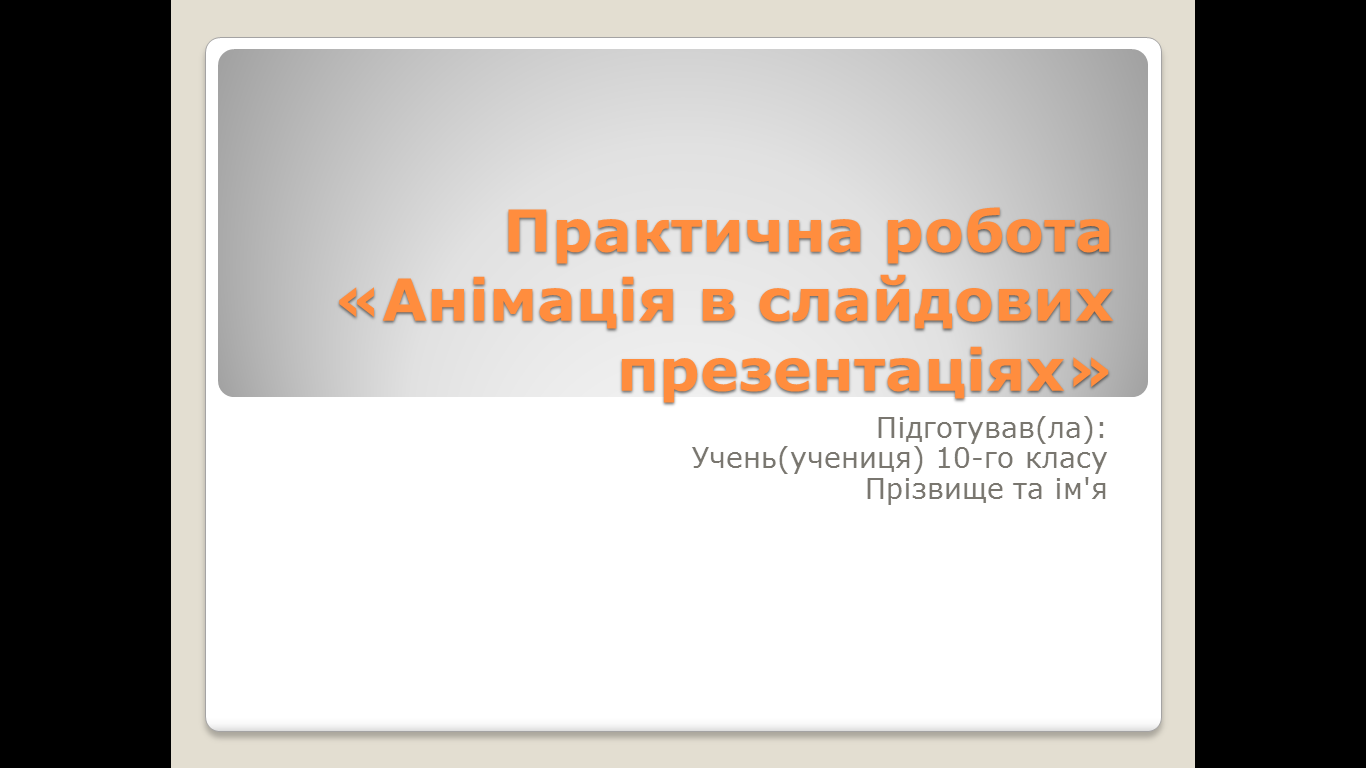 Практична робота
«Анімація в слайдових
презентаціях»
Підготував(ла):
Учень(учениця) 10-го класу
Прізвище та ім'я